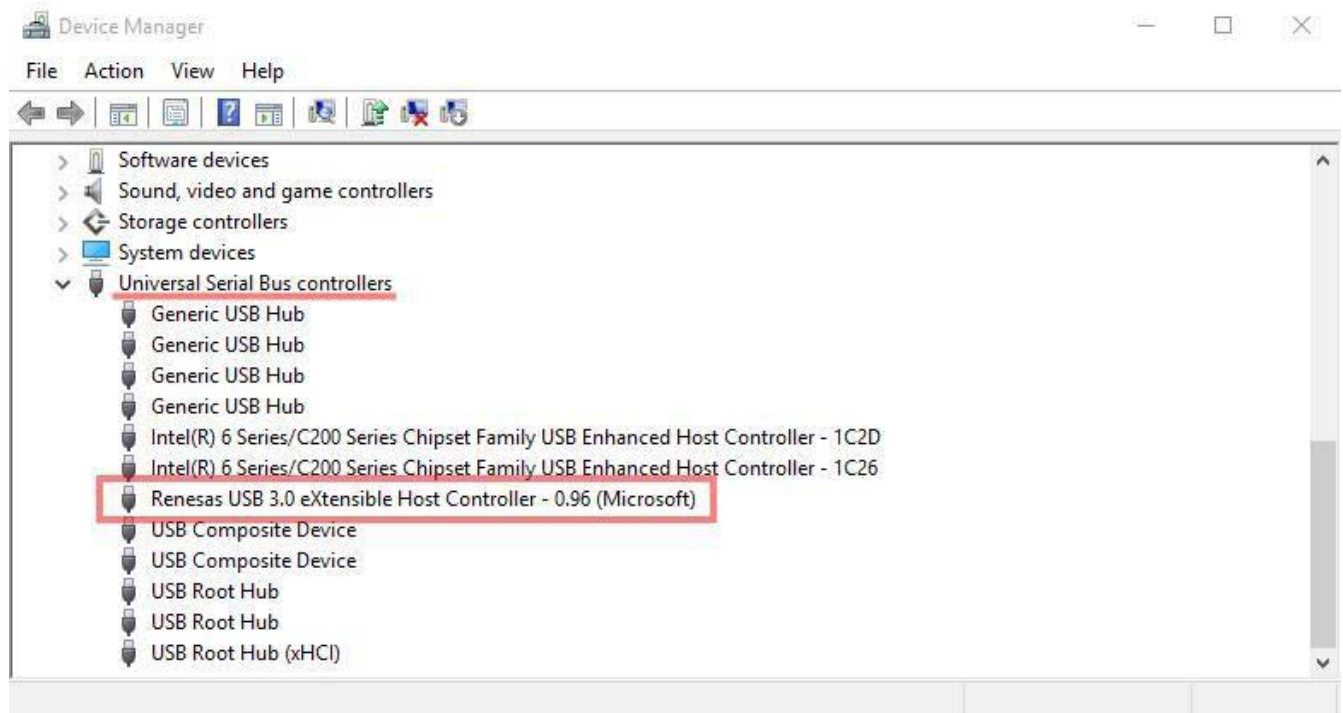 Device Manager
File Action View Help
Software devices
Sound, video and game controllers
Storage controllers
System devices
Universal Serial Bus controllers
Generic USB Hub
Generic USB Hub
Generic USB Hub
Generic USB Hub
Intel(R) 6 Series/C200 Series Chipset Family USB Enhanced Host Controller - 1C2D
Intel(R) 6 Series/C200 Series Chipset Family USB Enhanced Host Controller - 1C26
Renesas USB 3.0 eXtensible Host Controller - 0.96 (Microsoft)
USB Composite Device
USB Composite Device
USB Root Hub
USB Root Hub
USB Root Hub (xHCI)